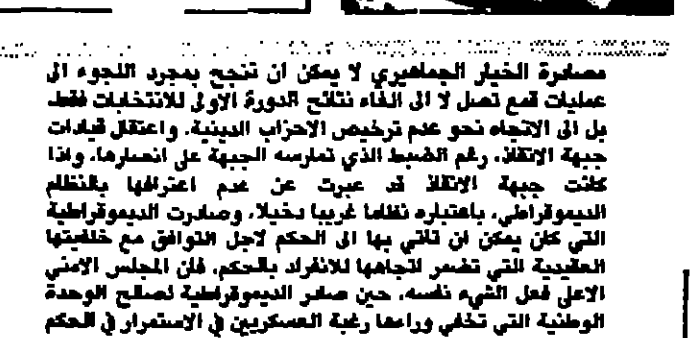 مصادرة الخيار الجماهيري لا يمكن ان تنجح بمجرد اللجوء الى
عمليات قمع تصل لا الى الغاء نتائح الدورة الاولى للانتخابات فقط
بل الى الاتجاه نحو عدم ترخيص الاحزاب الدينية. واعتقال قيادات
جبهة الانقاذ. رغم الضبط الذي تمارسه الجبهة على انصارها. واذا
كانت جبهة الانقاذ قد عبرت عن عدم اعترافها بالنظام
الديموقراطي، باعتباره نظاما غريبا دخيلا، وصادرت الديموقراطية
التي كان يمكن ان تاتي بها الى الحكم لاجل التوافق مع خلفيتها
العقيدية التي تضمر اتجاها للانفراد بالحكم. فان المجلس الامني
الاعلى فعل الشيء نفسه. حين صادر الديموقراطية لصالح الوحدة
الوطنية التي تخفي وراءها رغبة العسكريين في الاستمرار في الحكم